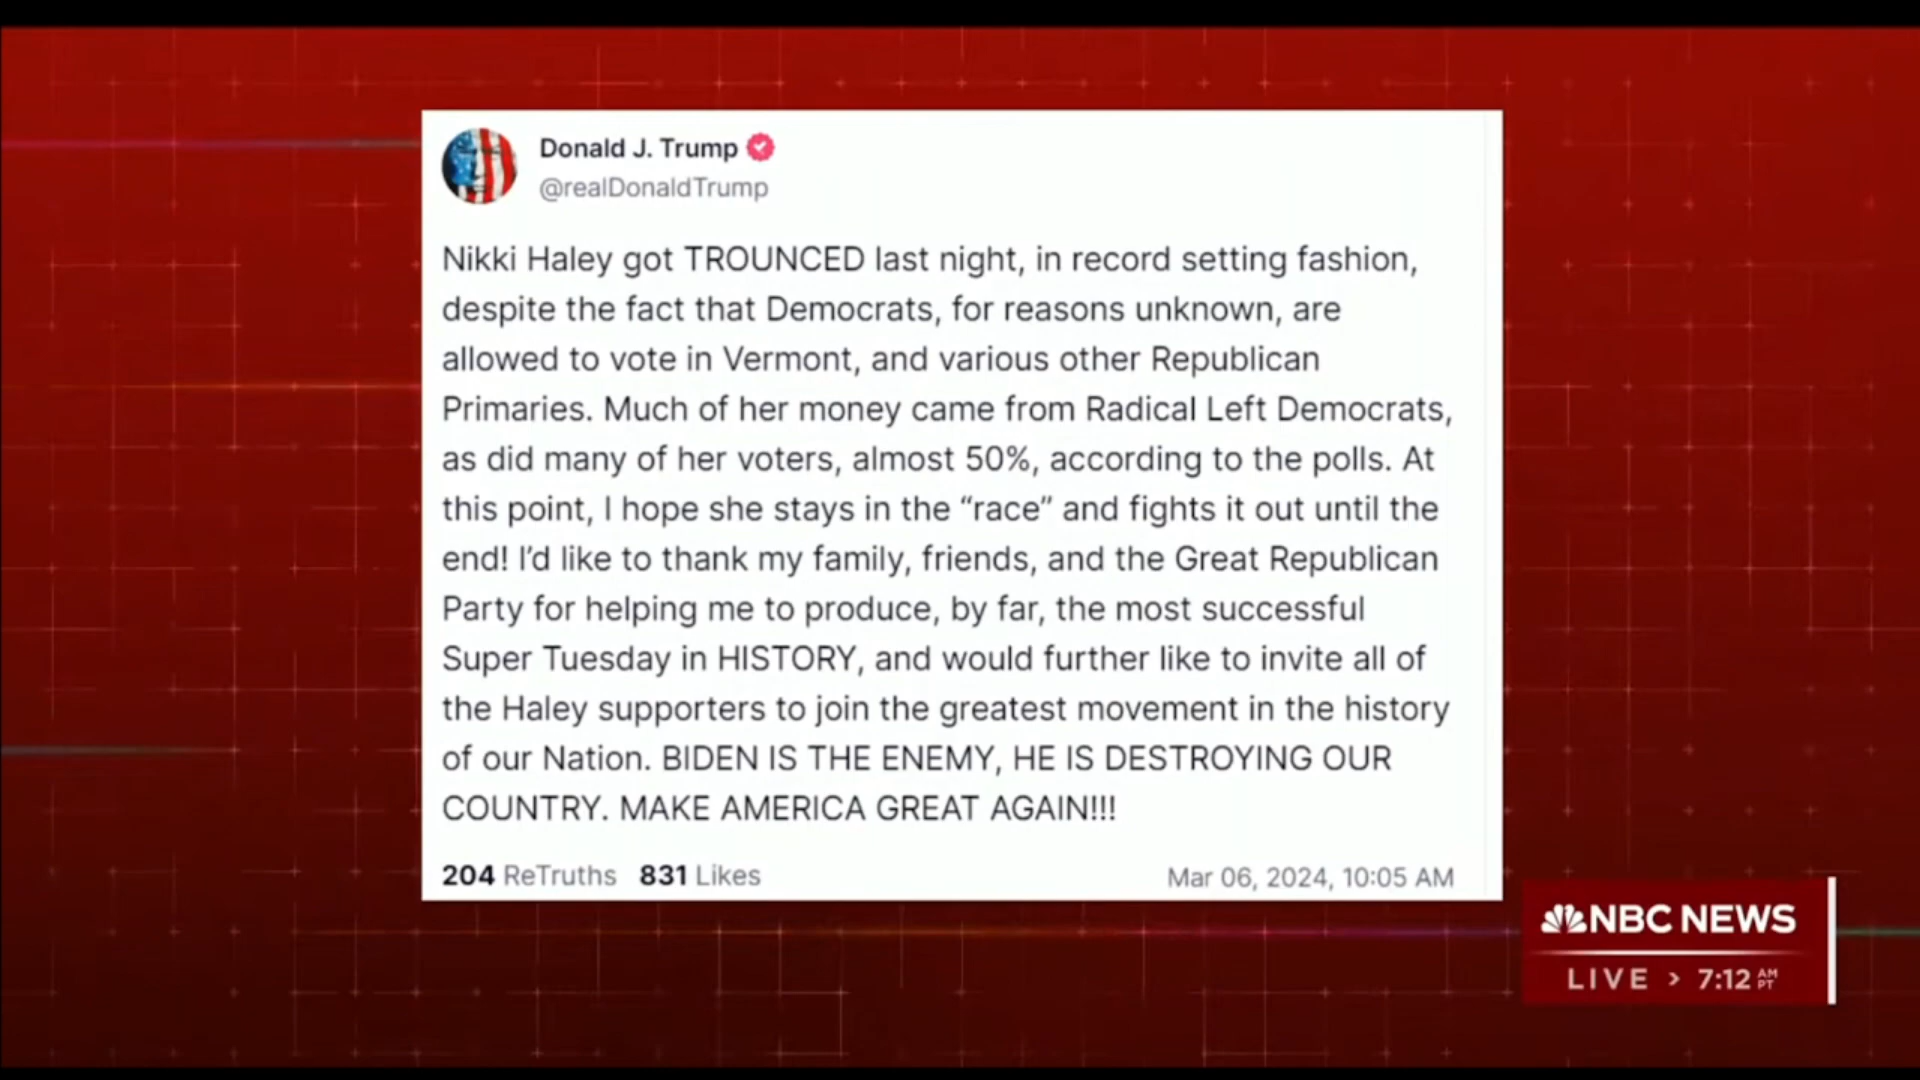 Donald J. Trump
@realDonaldTrump
Nikki Haley got TROUNCED last night, in record setting fashion,
despite the fact that Democrats, for reasons unknown, are
allowed to vote in Vermont, and various other Republican
Primaries. Much of her money came from Radical Left Democrats,
as did many of her voters, almost 50%, according to the polls. At
this point, I hope she stays in the “race” and fights it out until the
end! I’d like to thank my family, friends, and the Great Republican
Party for helping me to produce, by far, the most successful
Super Tuesday in HISTORY, and would further like to invite all of
the Haley supporters to join the greatest movement in the history
of our Nation. BIDEN IS THE ENEMY, HE IS DESTROYING OUR
COUNTRY. MAKE AMERICA GREAT AGAIN!!!
204 ReTruths 831 Likes Mar 06, 2024, 10:05 AM
NBC NEWS
LIVE > 7:12 AM PT